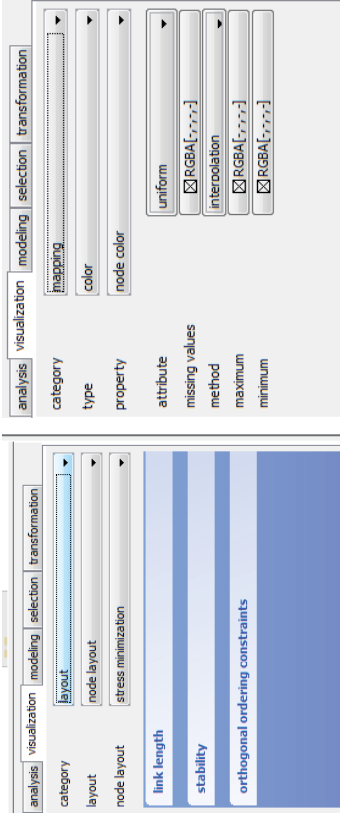 analysis visualization modeling selection transformation
category layout
layout node layout
node layout stress minimization
link length
stability
orthogonal ordering constraints
analysis visualization modeling selection transformation
category mapping
type color
property node color
attribute uniform
missing values RGBA[-,-,-,-]
method interpolation
maximum RGBA[-,-,-,-]
minimum RGBA[-,-,-,-]